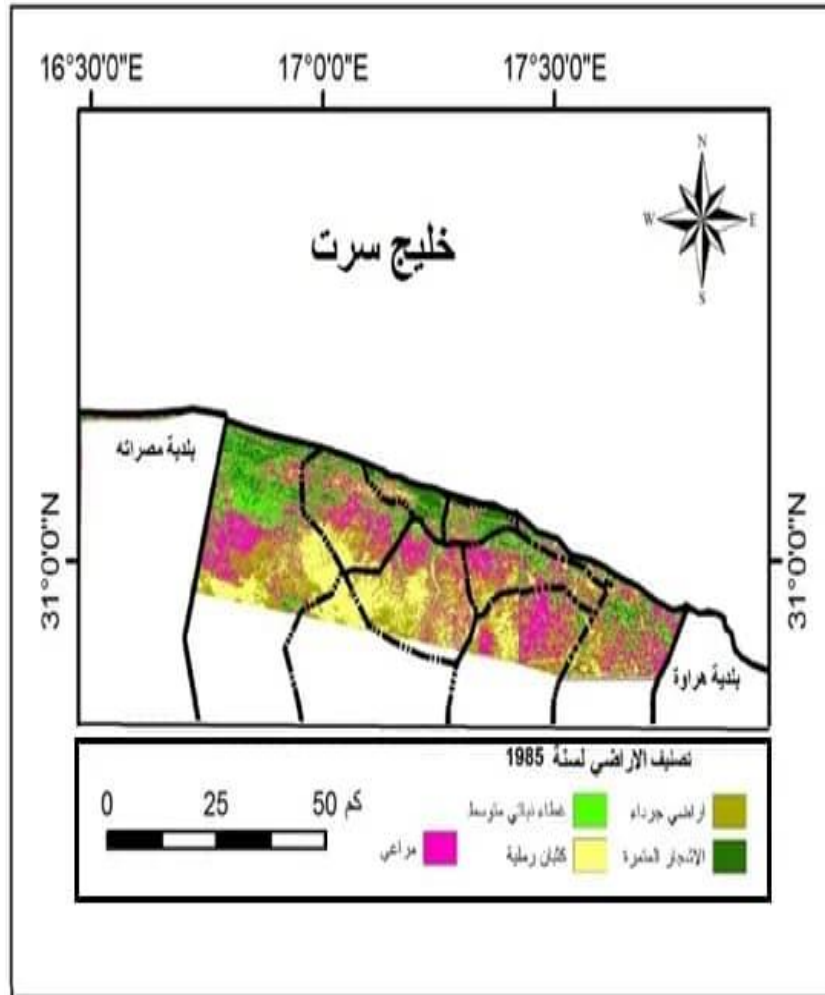 16°30'0"E 17°0'0"E 17°30'0"E
N
W E
S
خليج سرت
بلدية مصراته
31°0'0"N 31°0'0"N
بلدية هراوة
تصنيف الاراضي لسنة 1985
اراضي جرداء غطاء نباتي متوسط
الاشجار المثمرة كثبان رملية مراعي
0 25 50 كم